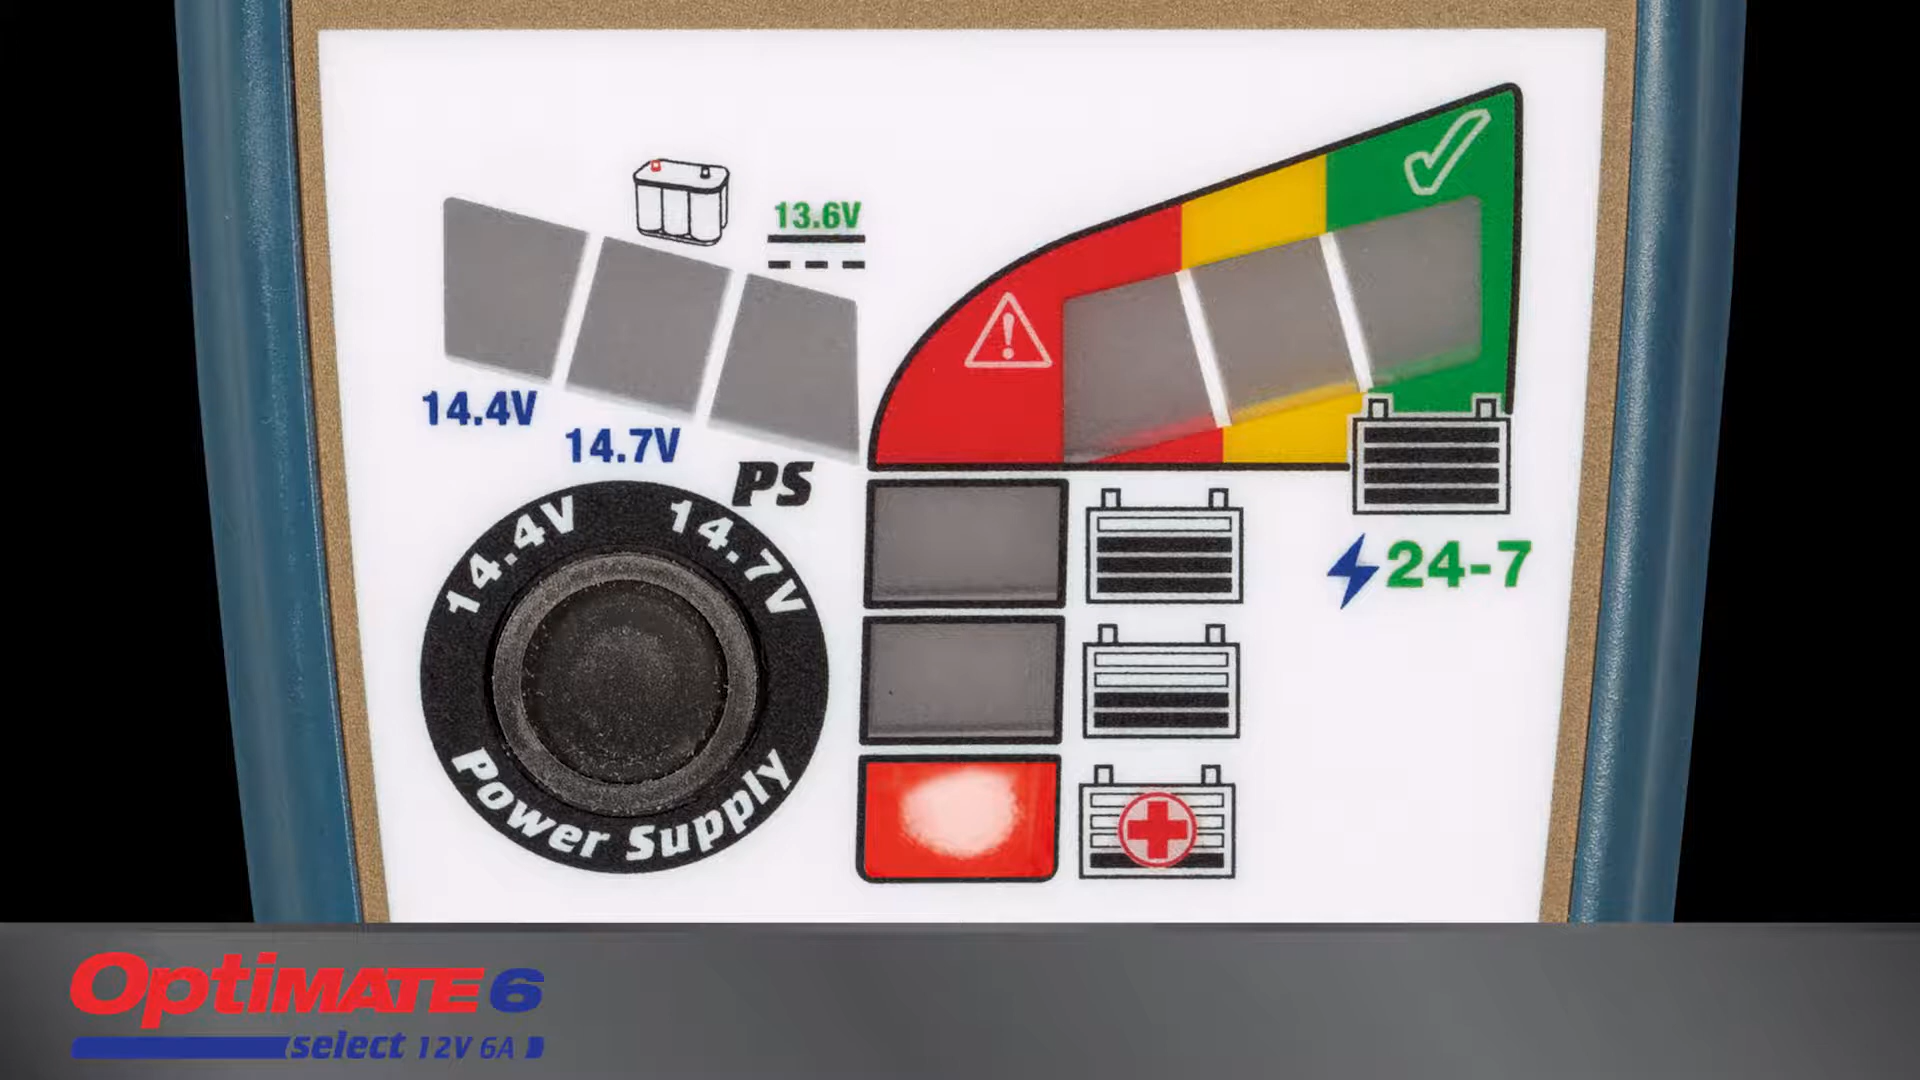 13.6V
14.4V
14.7V
PS
14.4V 14.7V
Power Supply
24-7
OptiMATE 6
select 12V 6A